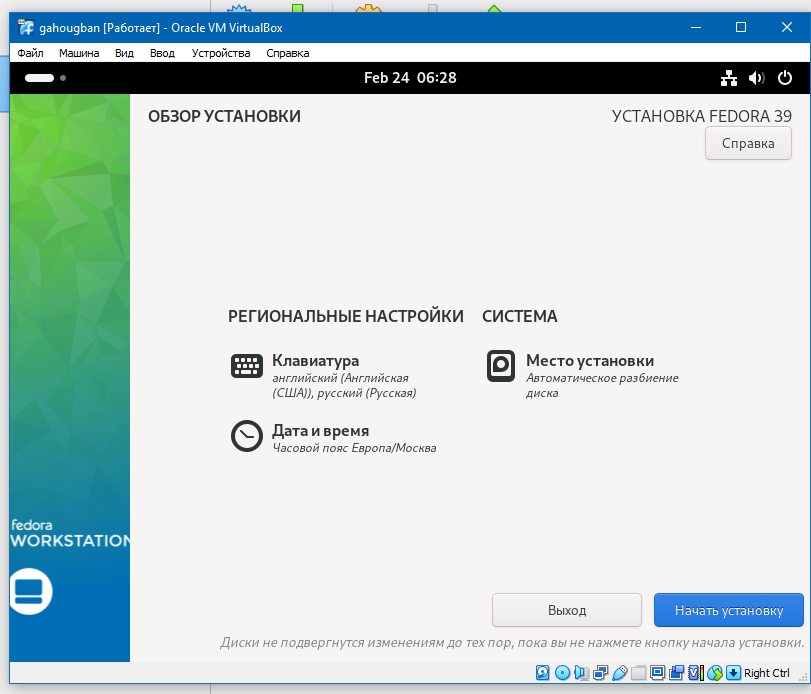 gahougban [Работает] - Oracle VM VirtualBox
Файл Машина Вид Ввод Устройства Справка
Feb 24 06:28
ОБЗОР УСТАНОВКИ
УСТАНОВКА FEDORA 39
Справка
РЕГИОНАЛЬНЫЕ НАСТРОЙКИ
Клавиатура
английский (Английская
(США)), русский (Русская)
Дата и время
Часовой пояс Европа/Москва
СИСТЕМА
Место установки
Автоматическое разбиение
диска
fedora
WORKSTATION
Выход
Начать установку
Диски не подвергнутся изменениям до тех пор, пока вы не нажмете кнопку начала установки.
Right Ctrl